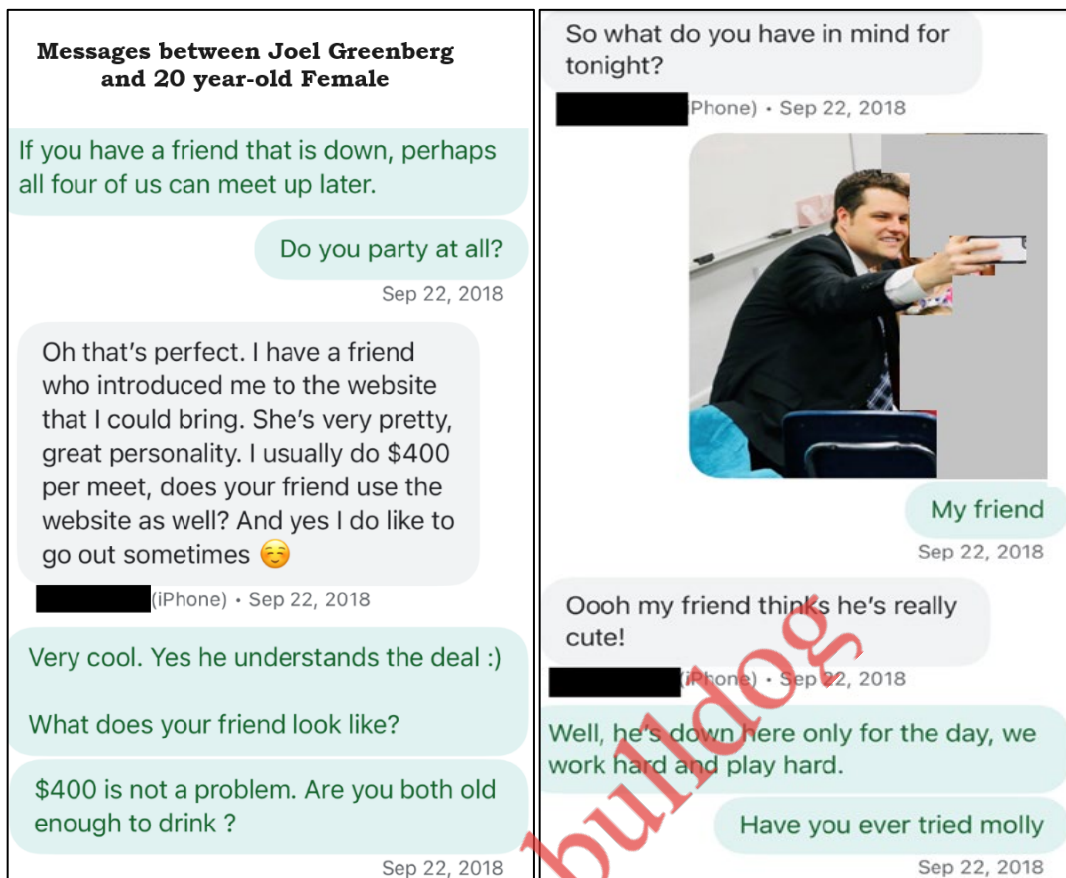 Messages between Joel Greenberg
and 20 year-old Female
If you have a friend that is down, perhaps
all four of us can meet up later.
Do you party at all?
Sep 22, 2018
Oh that's perfect. I have a friend
who introduced me to the website
that I could bring. She's very pretty,
great personality. I usually do $400
per meet, does your friend use the
website as well? And yes I do like to
go out sometimes ☺️
(iPhone) • Sep 22, 2018
Very cool. Yes he understands the deal :)
What does your friend look like?
$400 is not a problem. Are you both old
enough to drink ?
Sep 22, 2018
So what do you have in mind for
tonight?
iPhone) • Sep 22, 2018
My friend
Sep 22, 2018
Oooh my friend thinks he's really
cute!
(iPhone) • Sep 22, 2018
Well, he's down here only for the day, we
work hard and play hard.
Have you ever tried molly
Sep 22, 2018
bulldog